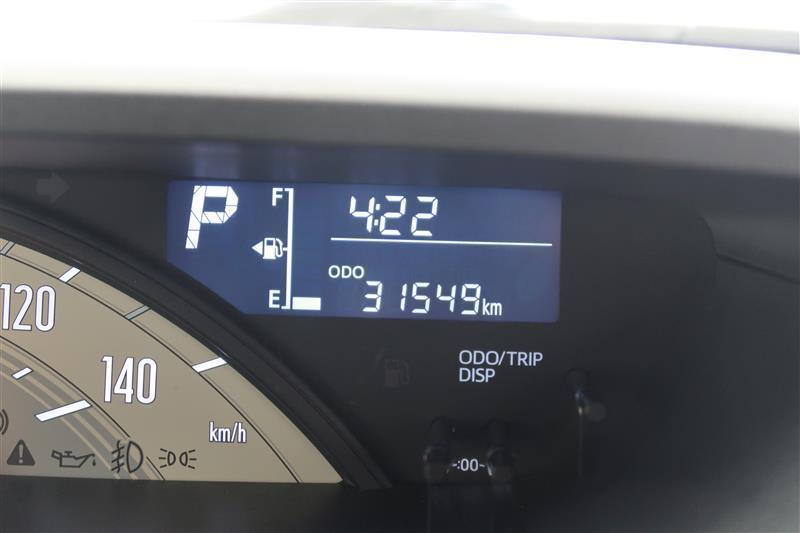 P
F
4:22
ODO
E
31549km
120
140
km/h
ODO/TRIP
DISP
-:00-